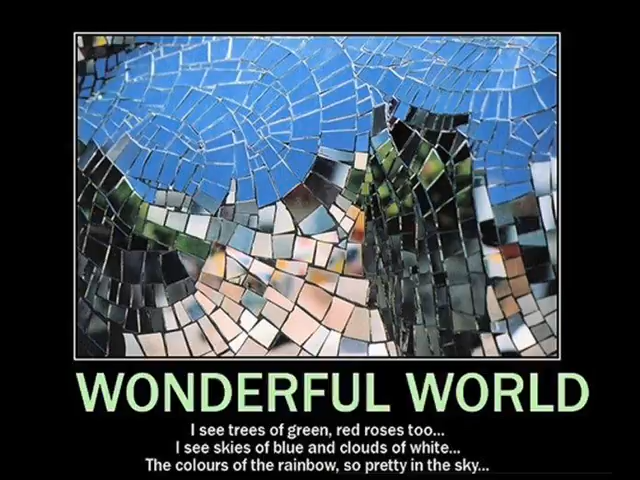 WONDERFUL WORLD
I see trees of green, red roses too...
I see skies of blue and clouds of white...
The colours of the rainbow, so pretty in the sky...